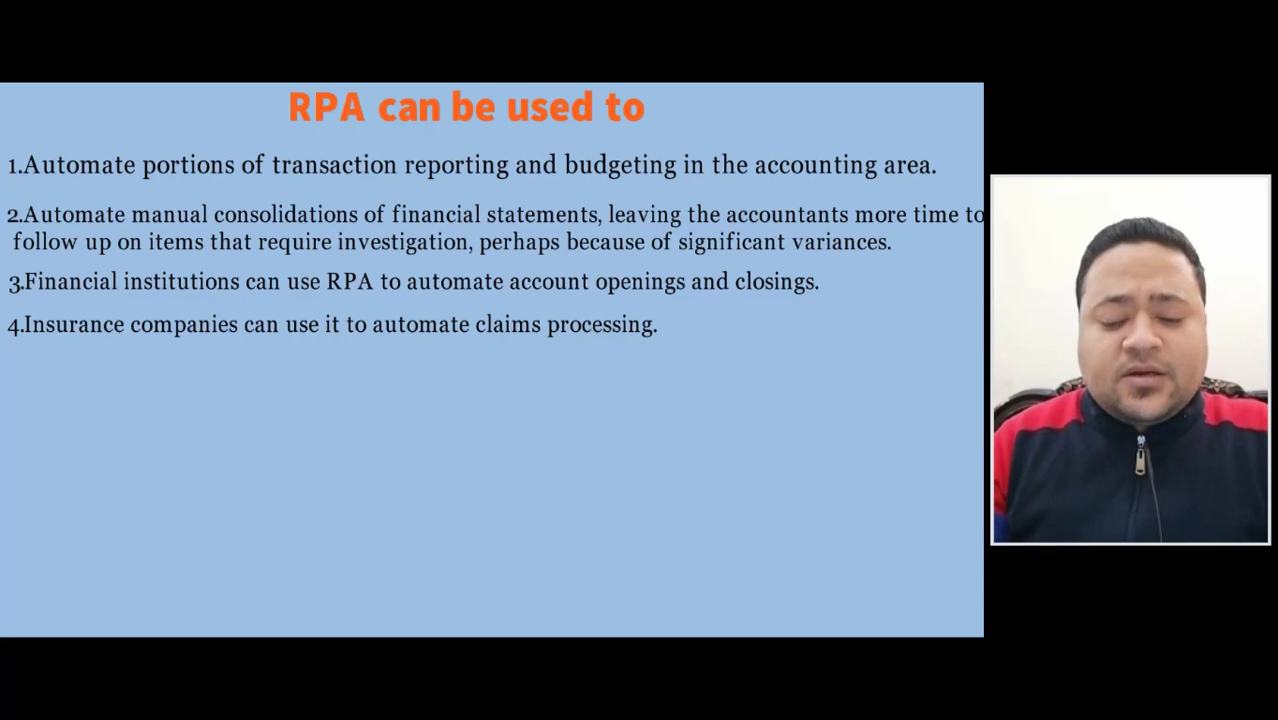 RPA can be used to
1.Automate portions of transaction reporting and budgeting in the accounting area.
2.Automate manual consolidations of financial statements, leaving the accountants more time to
follow up on items that require investigation, perhaps because of significant variances.
3.Financial institutions can use RPA to automate account openings and closings.
4.Insurance companies can use it to automate claims processing.